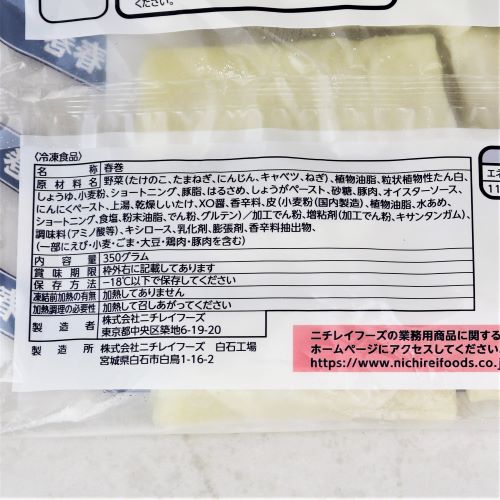 ください。
春巻
〈冷凍食品〉
名称 春巻
原材料名 野菜(たけのこ、たまねぎ、にんじん、キャベツ、ねぎ)、植物油脂、粒状植物性たん白、
しょうゆ、小麦粉、ショートニング、豚脂、はるさめ、しょうがペースト、砂糖、豚肉、オイスターソース、
にんにくペースト、上湯、乾燥しいたけ、XO醤、香辛料、皮(小麦粉(国内製造)、植物油脂、水あめ、
ショートニング、食塩、粉末油脂、でん粉、グルテン)/加工でん粉、増粘剤(加工でん粉、キサンタンガム)、
調味料(アミノ酸等)、キシロース、乳化剤、膨張剤、香辛料抽出物、
(一部にえび・小麦・ごま・大豆・鶏肉・豚肉を含む)
内容量 350グラム
賞味期限 枠外右に記載してあります
保存方法 −18℃以下で保存してください
凍結前加熱の有無 加熱してありません
加熱調理の必要性 加熱して召しあがってください
製造者 株式会社ニチレイフーズ
東京都中央区築地6-19-20
製造所 株式会社ニチレイフーズ 白石工場
宮城県白石市白鳥1-16-2
エネ
11
ニチレイフーズの業務用商品に関する
ホームページにアクセスしてください。
https://www.nichireifoods.co.j